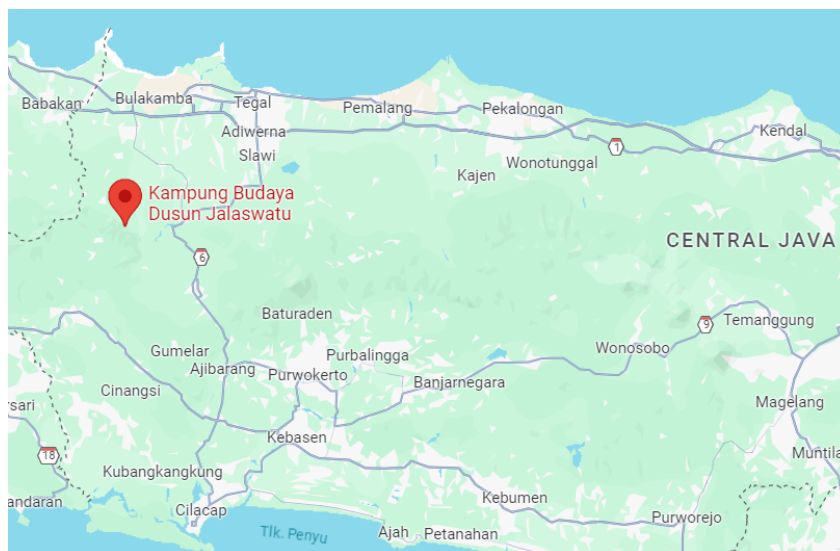 Babakan
Bulakamba
Tegal
Pemalang
Pekalongan
Kendal
Adiwerna
Slawi
1
Wonotunggal
Kajen
Kampung Budaya
Dusun Jalaswatu
CENTRAL JAVA
6
Baturaden
9
Temanggung
Gumelar
Purbalingga
Wonosobo
Ajibarang
Purwokerto
Banjarnegara
Cinangsi
Magelang
rsari
Kebasen
18
Kubangkangkung
Muntila
andaran
Kebumen
Cilacap
Purworejo
Tlk. Penyu
Ajah
Petanahan